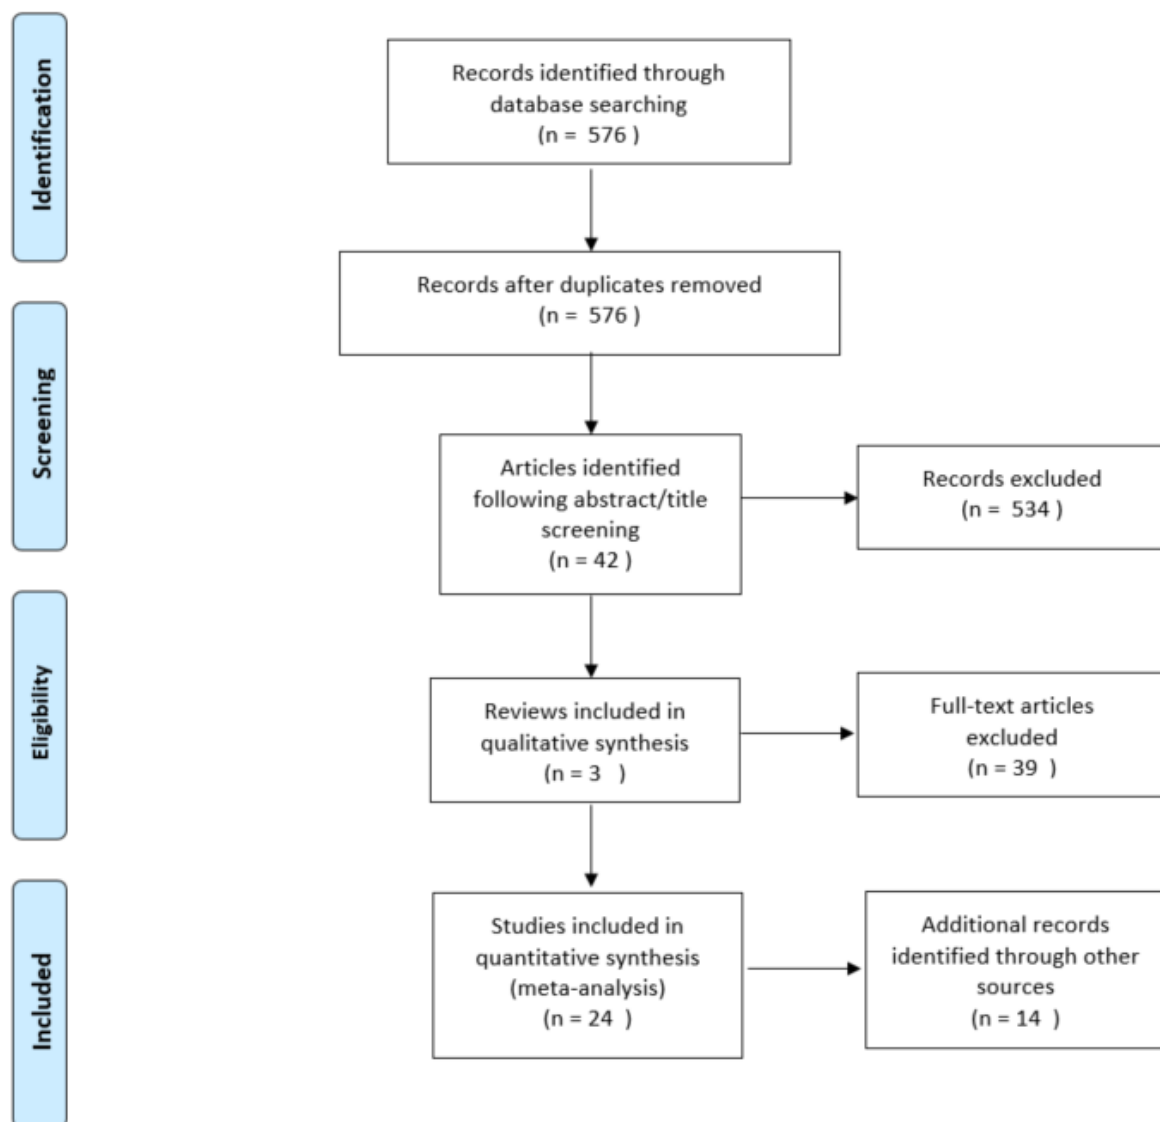 Identification
Records identified through
database searching
(n = 576 )
Records after duplicates removed
(n = 576 )
Screening
Articles identified
following abstract/title
screening
(n = 42 )
Records excluded
(n = 534 )
Eligibility
Reviews included in
qualitative synthesis
(n = 3 )
Full-text articles
excluded
(n = 39 )
Included
Studies included in
quantitative synthesis
(meta-analysis)
(n = 24 )
Additional records
identified through other
sources
(n = 14 )